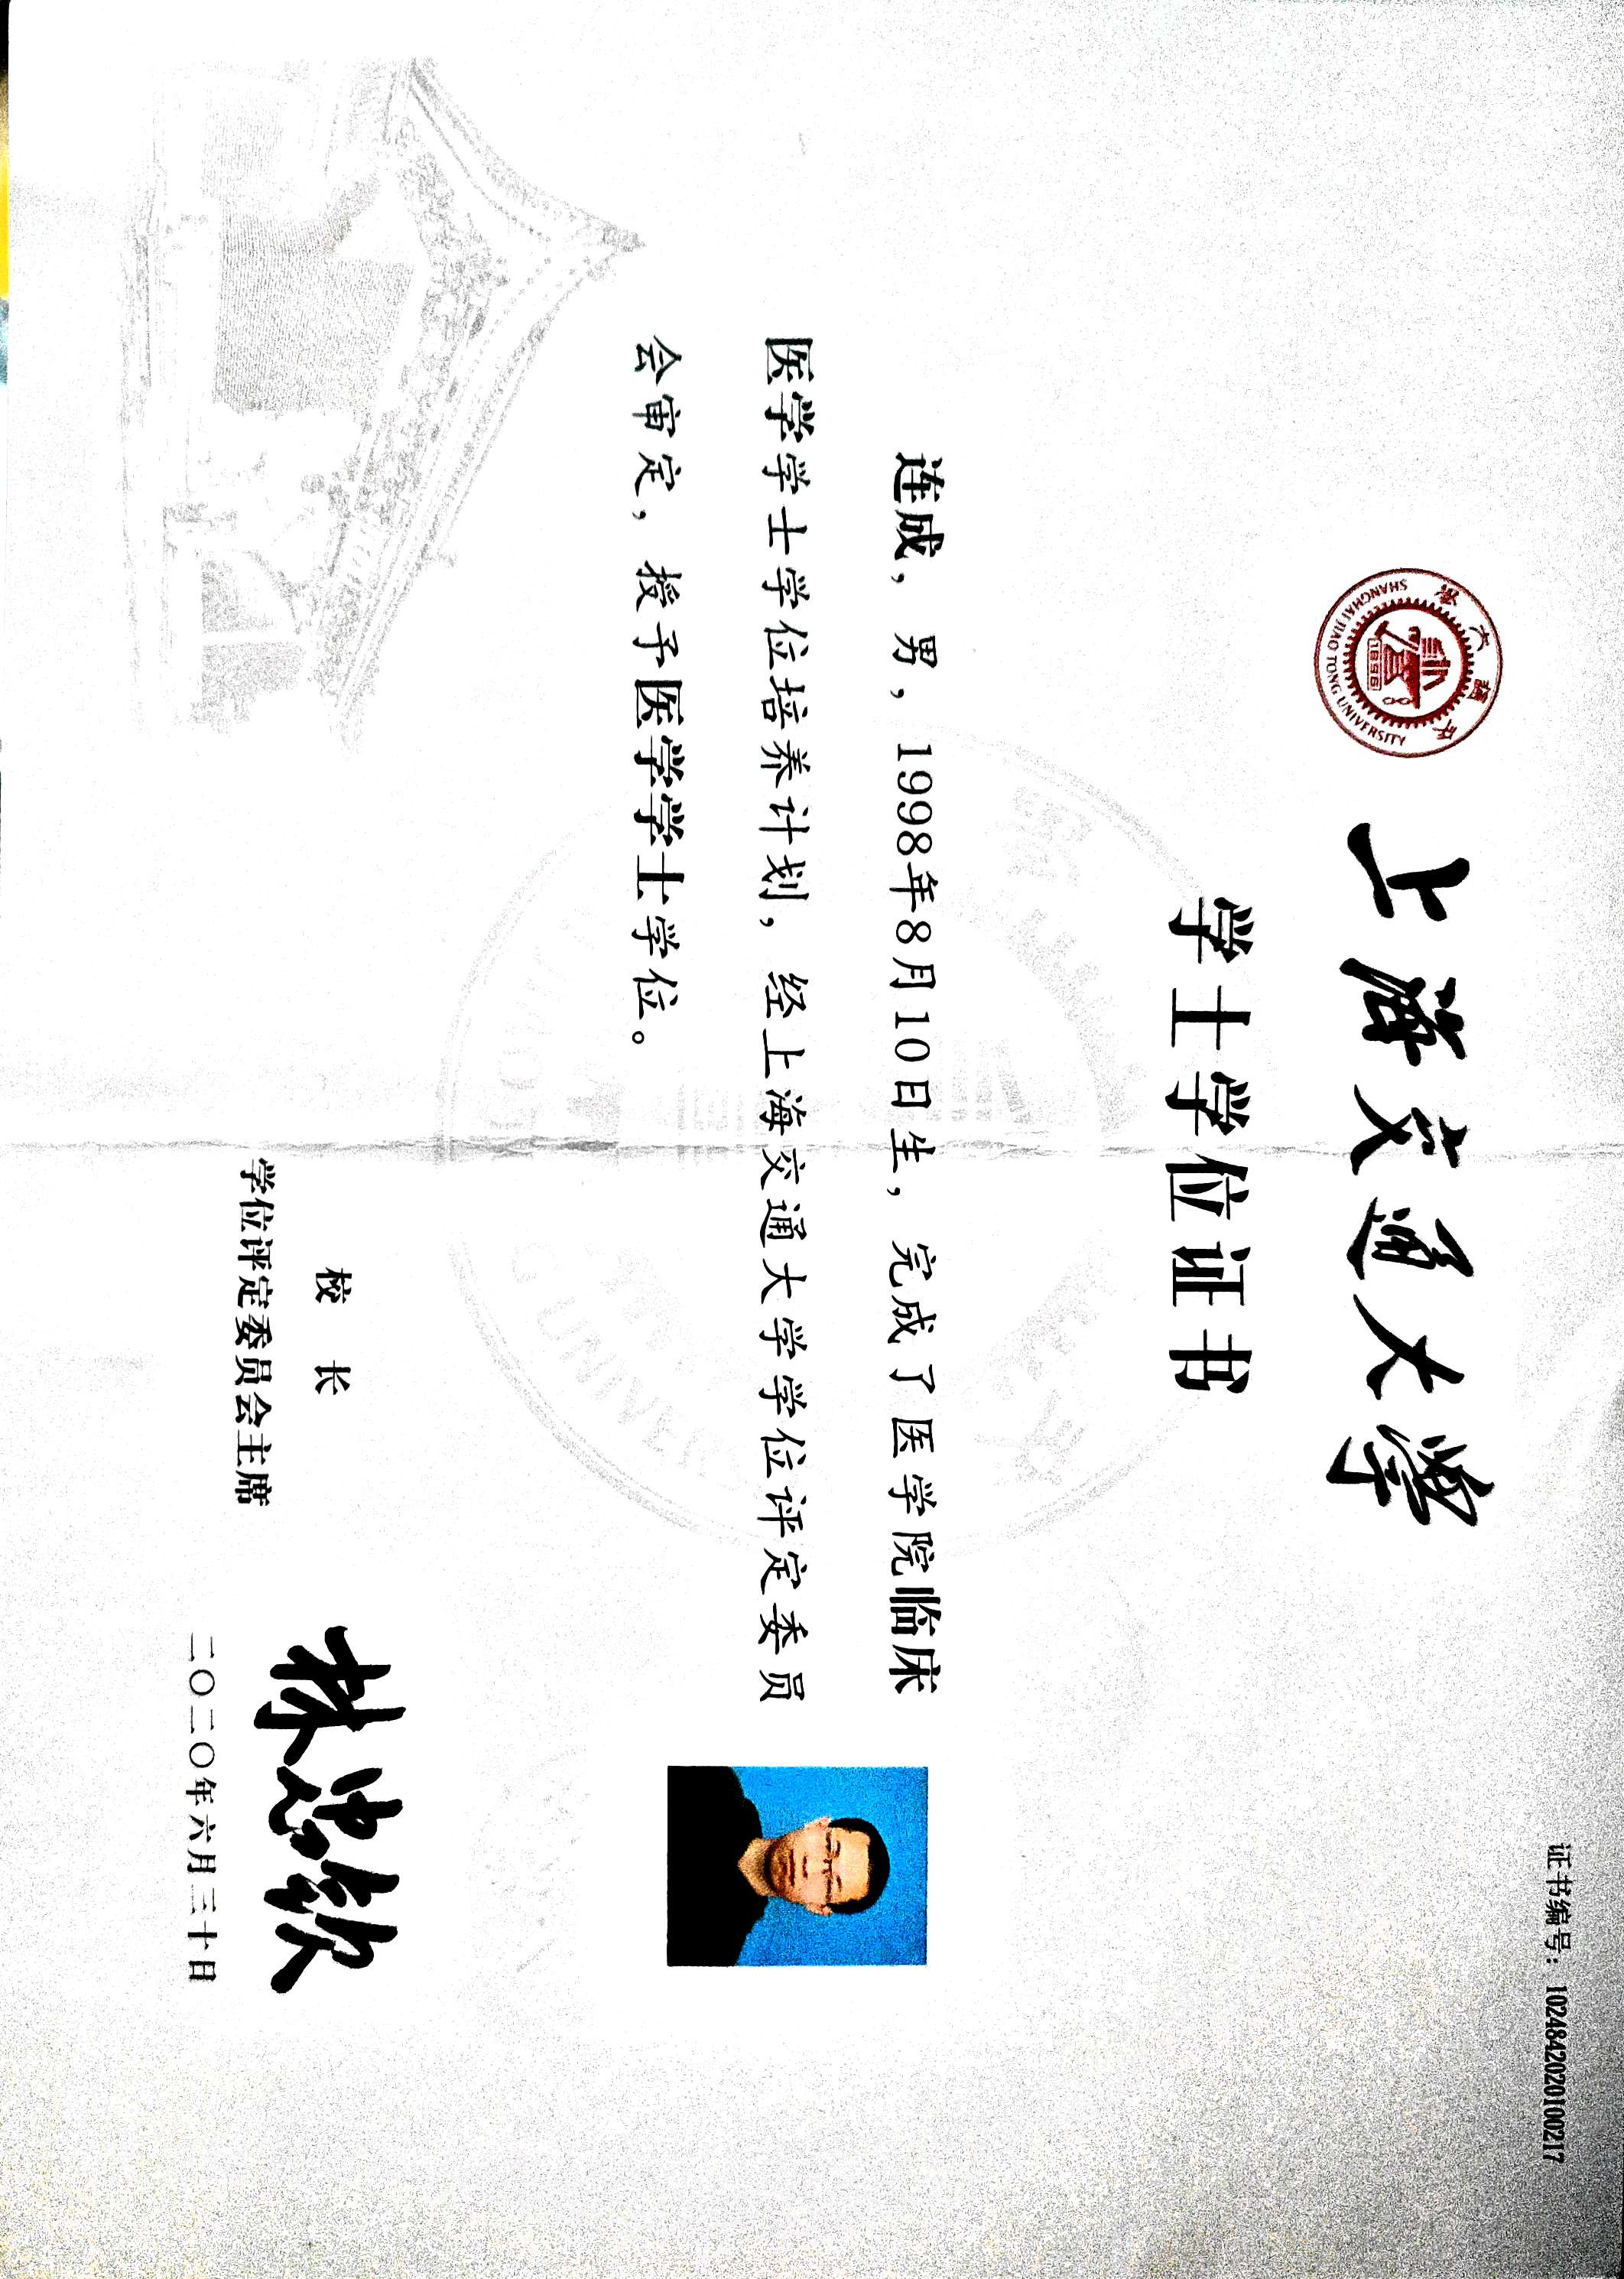 证书编号：1024842020100217
交通大學
SHANGHAI JIAO TONG UNIVERSITY
1896
上海交通大學
学士学位证书
连成，男，1998年8月10日生，完成了医学院临床
医学学士学位培养计划，经上海交通大学学位评定委员
会审定，授予医学学士学位。
校 长
林忠钦
学位评定委员会主席
二〇二〇年六月三十日